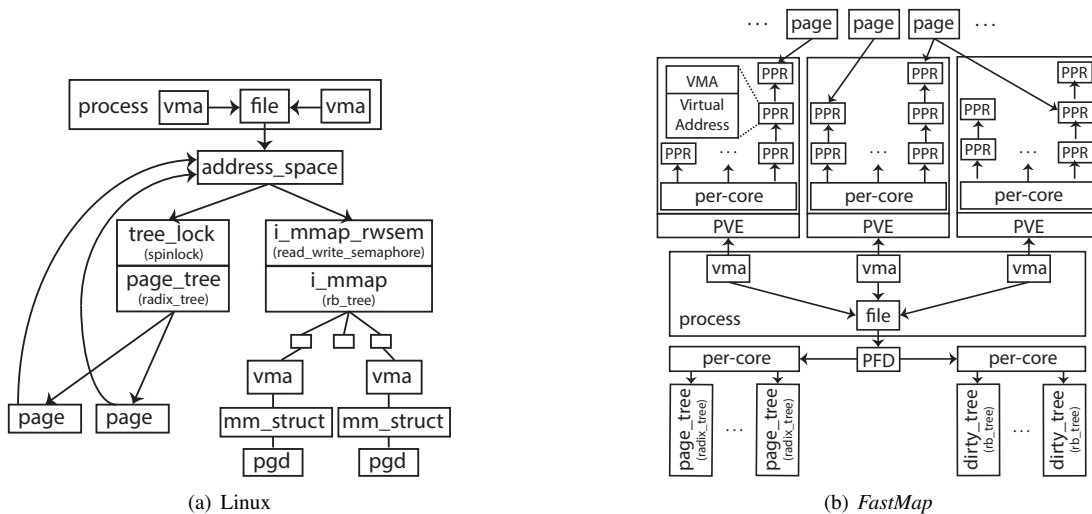 process
vma
file
vma
address_space
tree_lock
(spinlock)
page_tree
(radix_tree)
i_mmap_rwsem
(read_write_semaphore)
i_mmap
(rb_tree)
vma
vma
page
page
mm_struct
mm_struct
pgd
pgd
(a) Linux
... page page page ...
VMA
Virtual
Address
PPR
PPR
PPR
...
PPR
per-core
PVE
PPR
PPR
PPR
PPR
...
PPR
PPR
per-core
PVE
PPR
PPR
PPR
PPR
...
PPR
per-core
PVE
vma
vma
vma
file
process
per-core
PFD
per-core
page_tree
(radix_tree)
...
page_tree
(radix_tree)
dirty_tree
(rb_tree)
...
dirty_tree
(rb_tree)
(b) FastMap